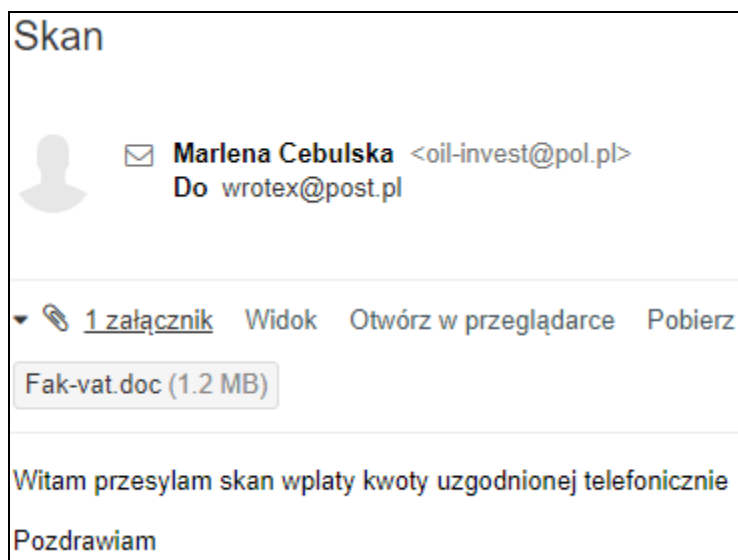 Skan
Marlena Cebulska <oil-invest@pol.pl>
Do wrotex@post.pl
1 załącznik Widok Otwórz w przeglądarce Pobierz
Fak-vat.doc (1.2 MB)
Witam przesylam skan wplaty kwoty uzgodnionej telefonicznie
Pozdrawiam